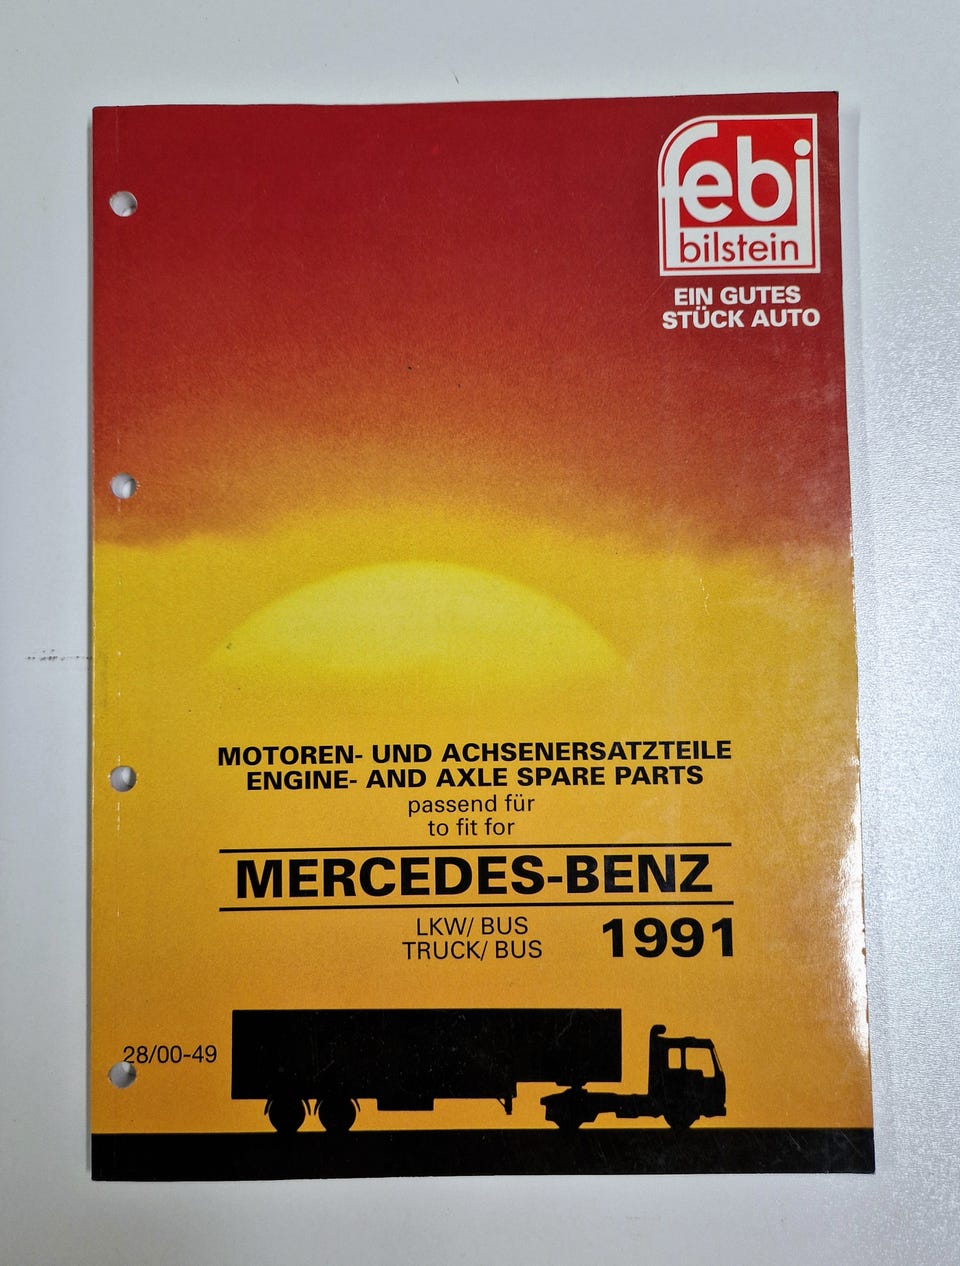 febi
bilstein
EIN GUTES
STÜCK AUTO
MOTOREN- UND ACHSENERSATZTEILE
ENGINE- AND AXLE SPARE PARTS
passend für
to fit for
MERCEDES-BENZ
LKW/ BUS
TRUCK/ BUS
1991
28/00-49